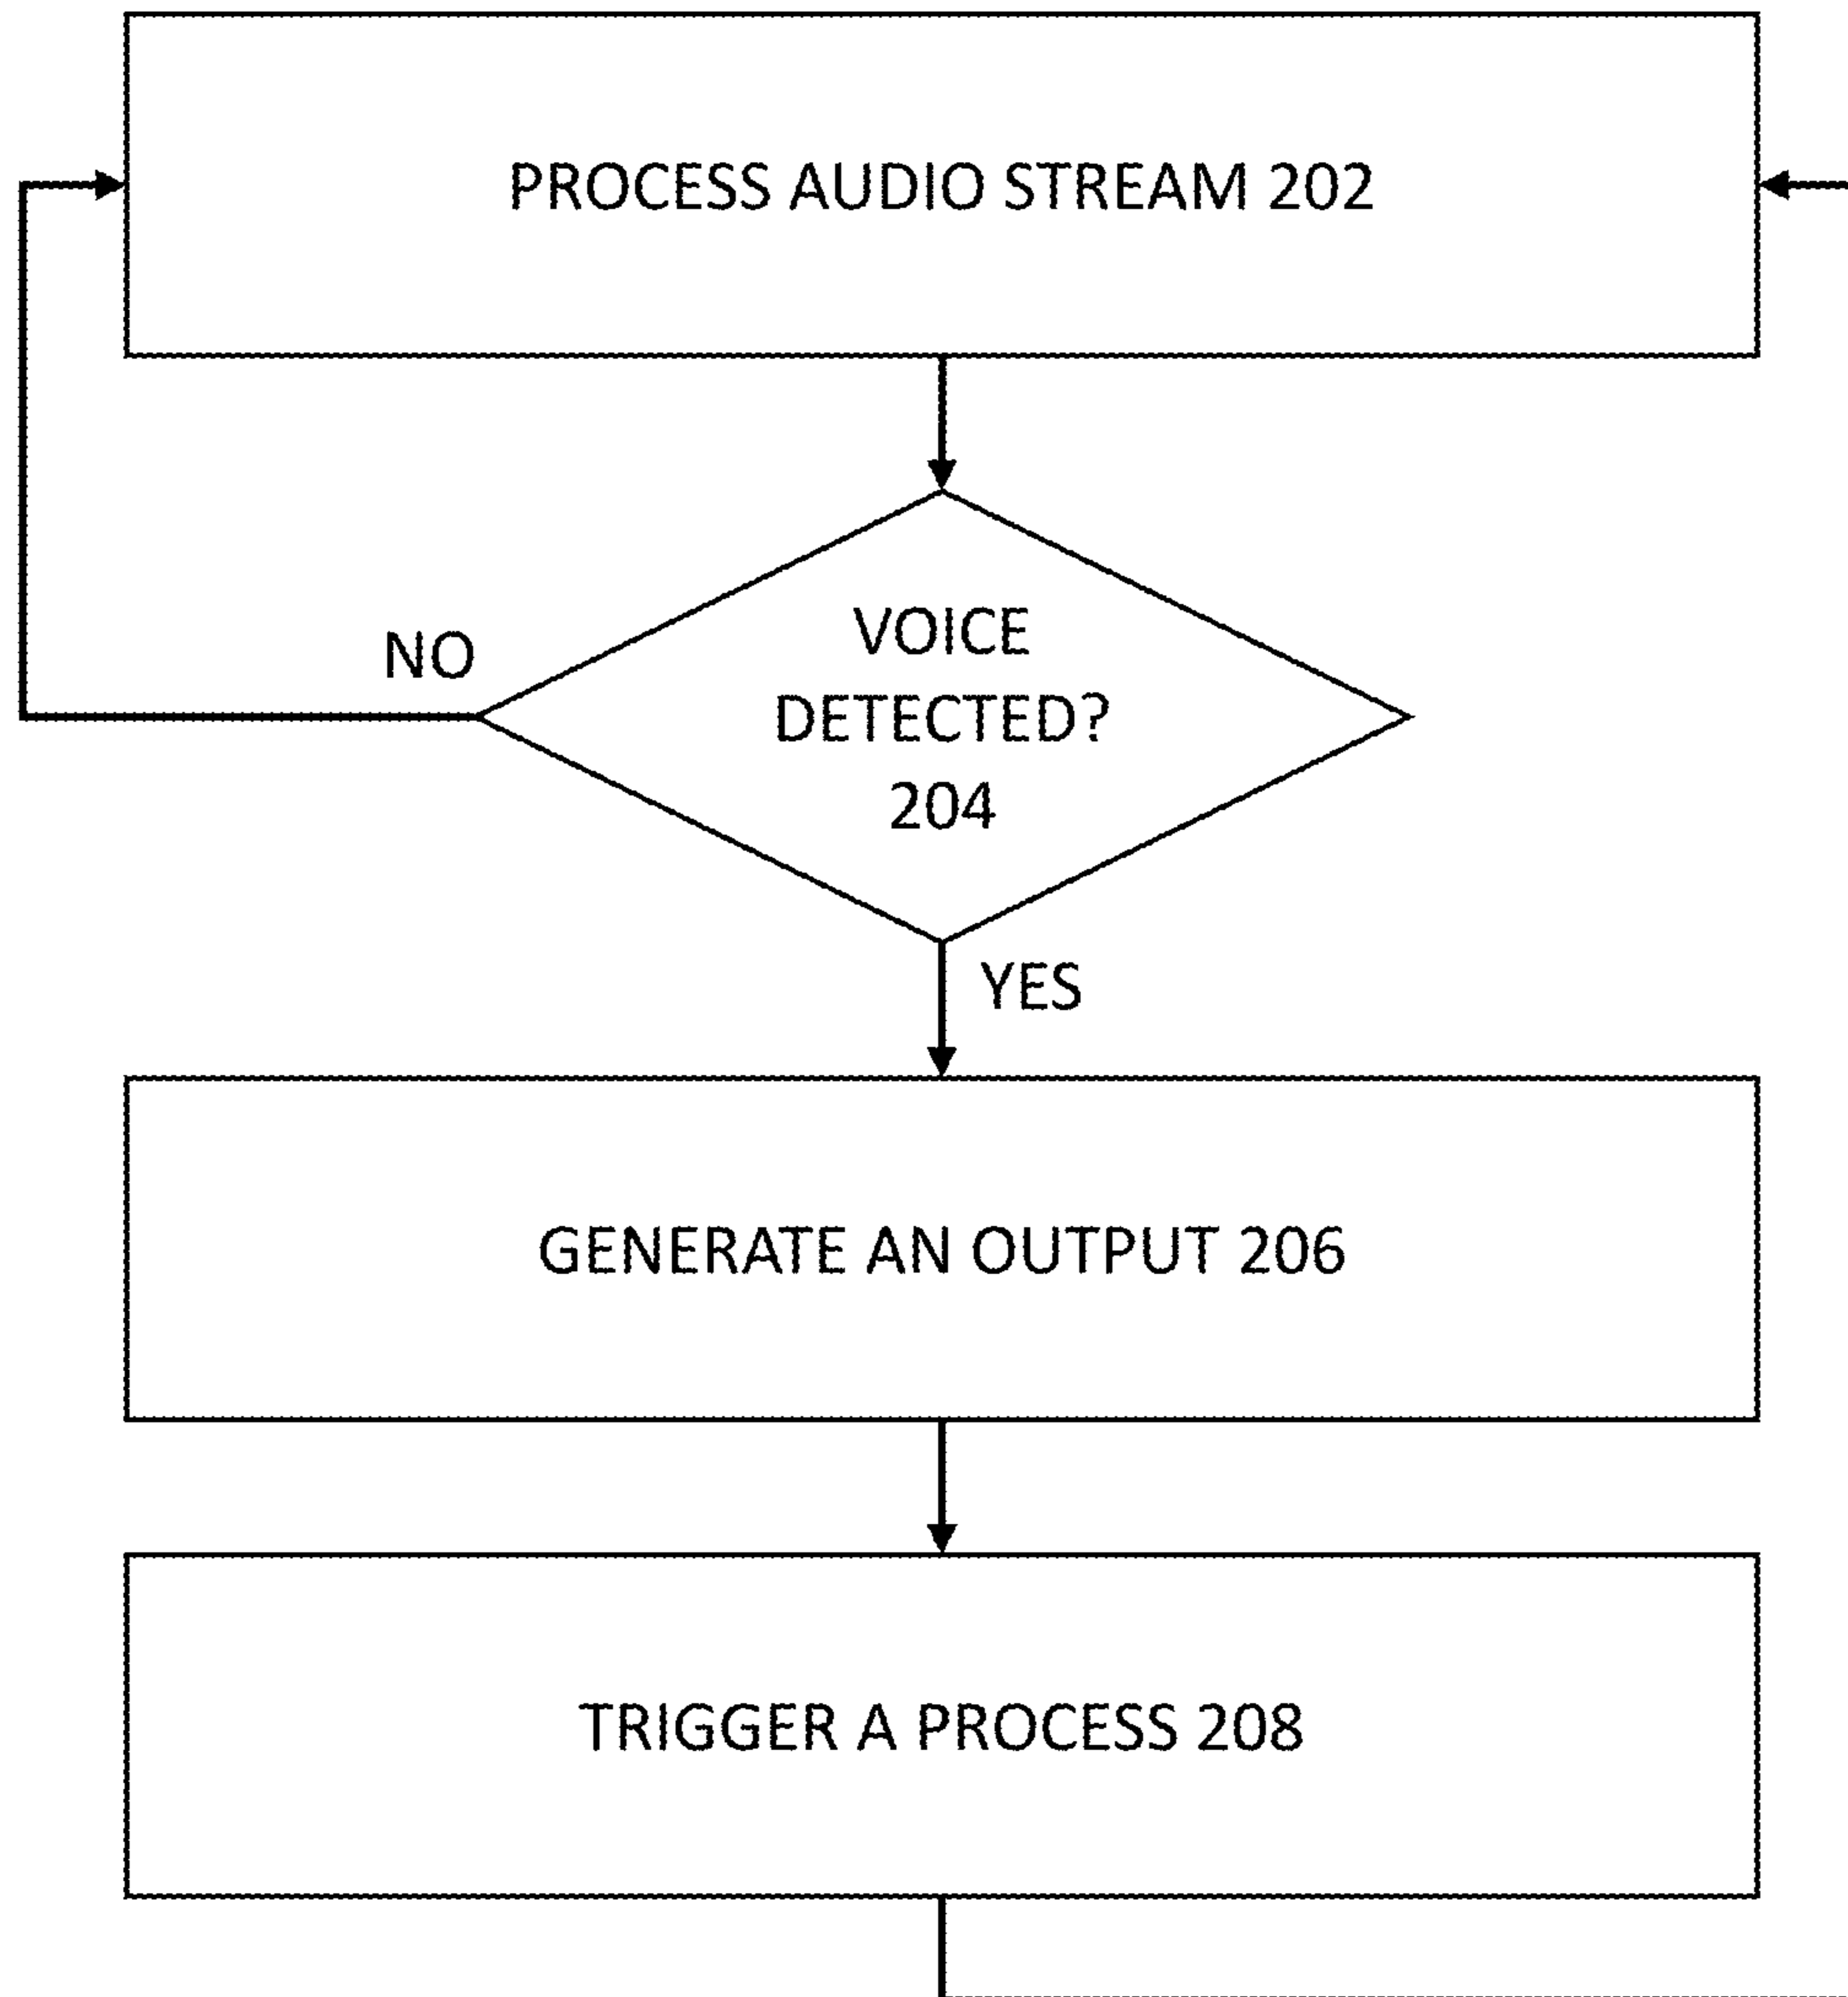 PROCESS AUDIO STREAM 202
VOICE
DETECTED?
204
NO
YES
GENERATE AN OUTPUT 206
TRIGGER A PROCESS 208